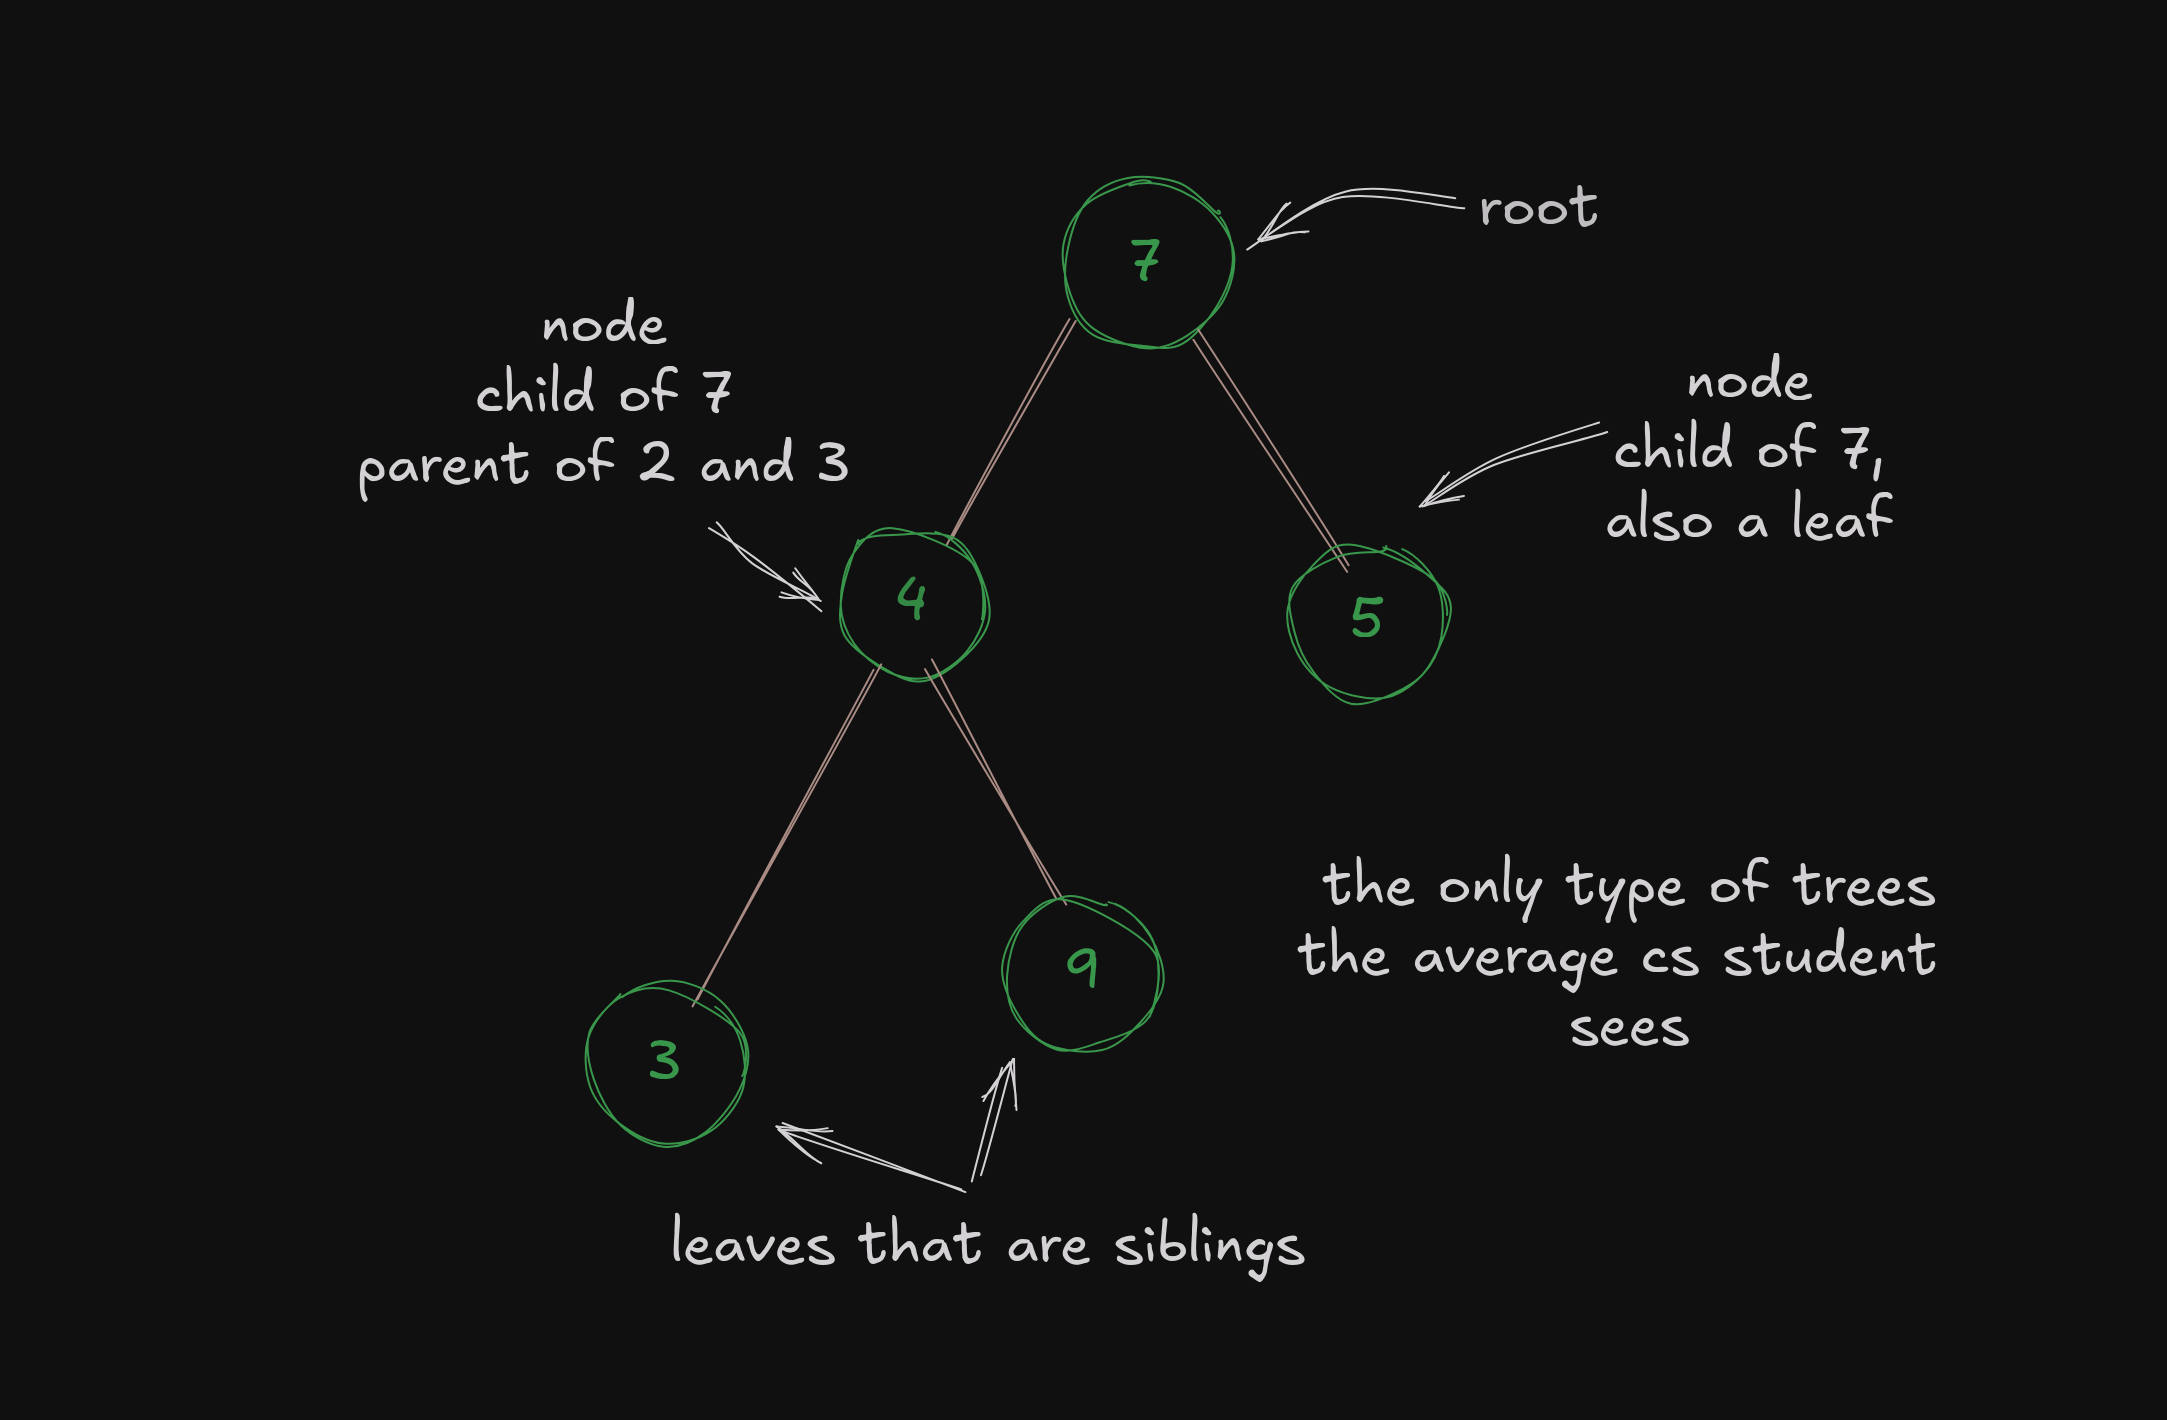 7
root
node
child of 7
parent of 2 and 3
node
child of 7,
also a leaf
4
5
the only type of trees
the average cs student
sees
9
3
leaves that are siblings